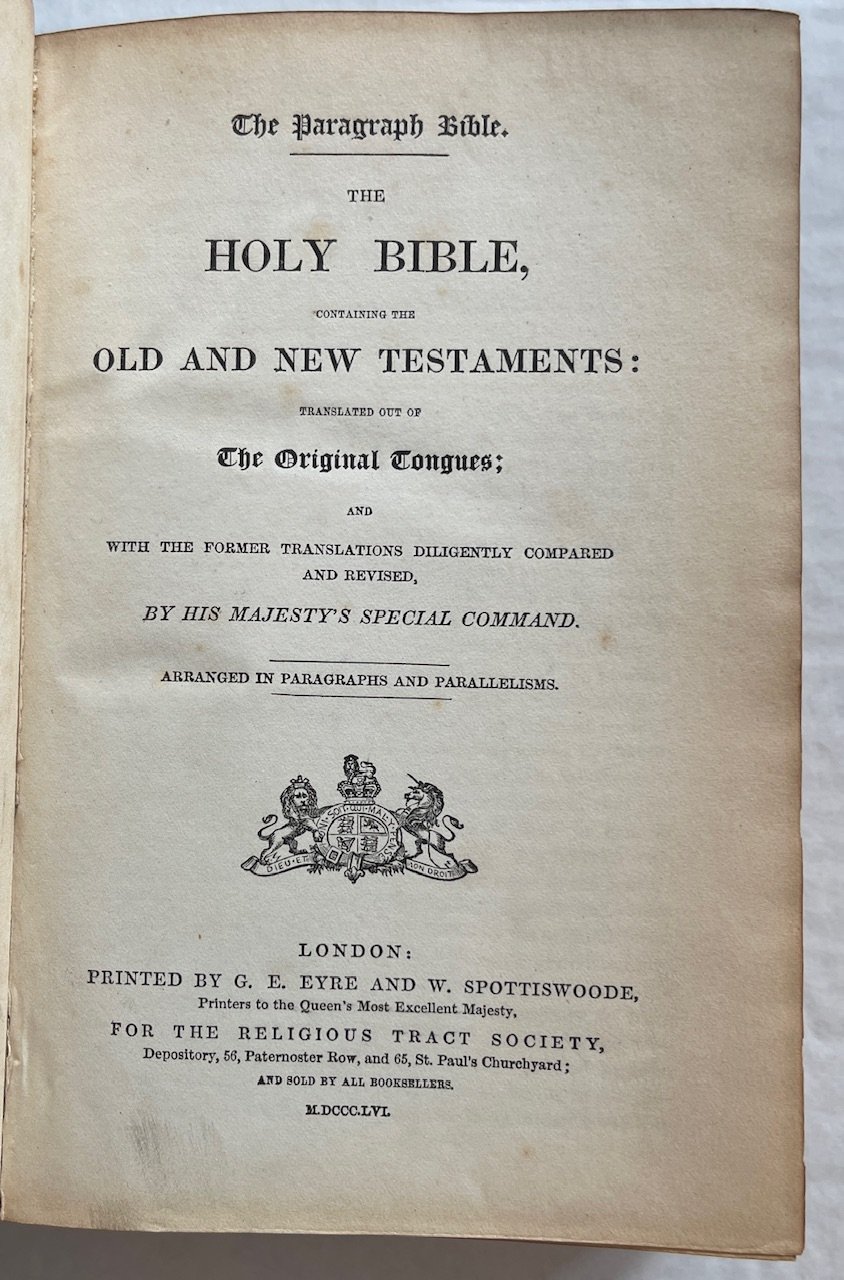 The Paragraph Bible.
THE
HOLY BIBLE,
CONTAINING THE
OLD AND NEW TESTAMENTS:
TRANSLATED OUT OF
The Original Tongues;
AND
WITH THE FORMER TRANSLATIONS DILIGENTLY COMPARED
AND REVISED,
BY HIS MAJESTY'S SPECIAL COMMAND.
ARRANGED IN PARAGRAPHS AND PARALLELISMS.
SOIT·QUI·MAL·Y
DIEU·ET
MON DROIT
LONDON:
PRINTED BY G. E. EYRE AND W. SPOTTISWOODE,
Printers to the Queen's Most Excellent Majesty,
FOR THE RELIGIOUS TRACT SOCIETY,
Depository, 56, Paternoster Row, and 65, St. Paul's Churchyard;
AND SOLD BY ALL BOOKSELLERS.
M.DCCC.LVI.